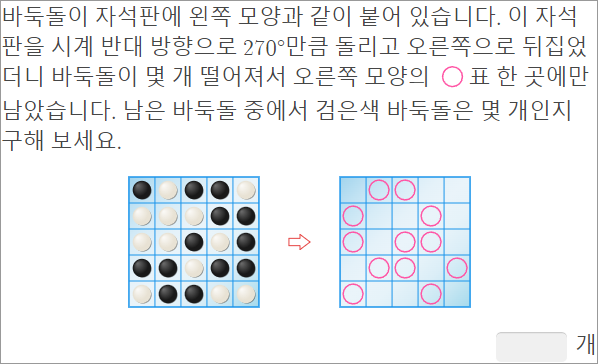 바둑돌이 자석판에 왼쪽 모양과 같이 붙어 있습니다. 이 자석
판을 시계 반대 방향으로 270°만큼 돌리고 오른쪽으로 뒤집었
더니 바둑돌이 몇 개 떨어져서 오른쪽 모양의 ○표 한 곳에만
남았습니다. 남은 바둑돌 중에서 검은색 바둑돌은 몇 개인지
구해 보세요.
개